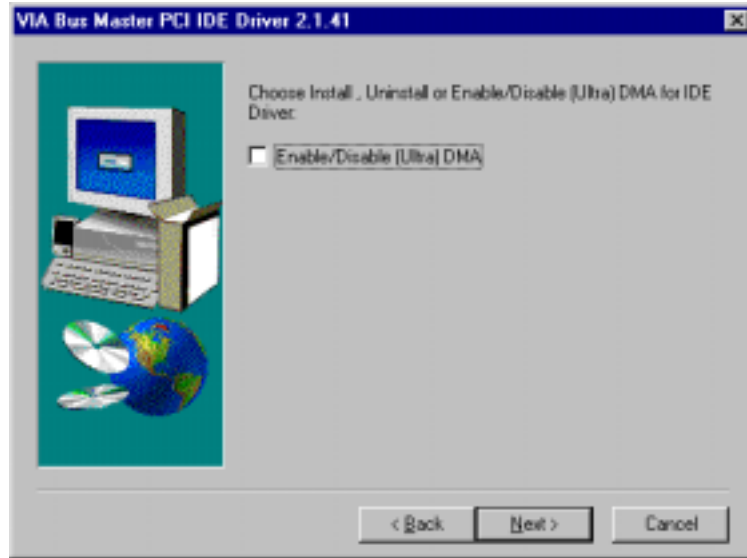 VIA Bus Master PCI IDE Driver 2.1.41
Choose Install , Uninstall or Enable/Disable (Ultra) DMA for IDE
Driver.
Enable/Disable (Ultra) DMA
< Back
Next >
Cancel